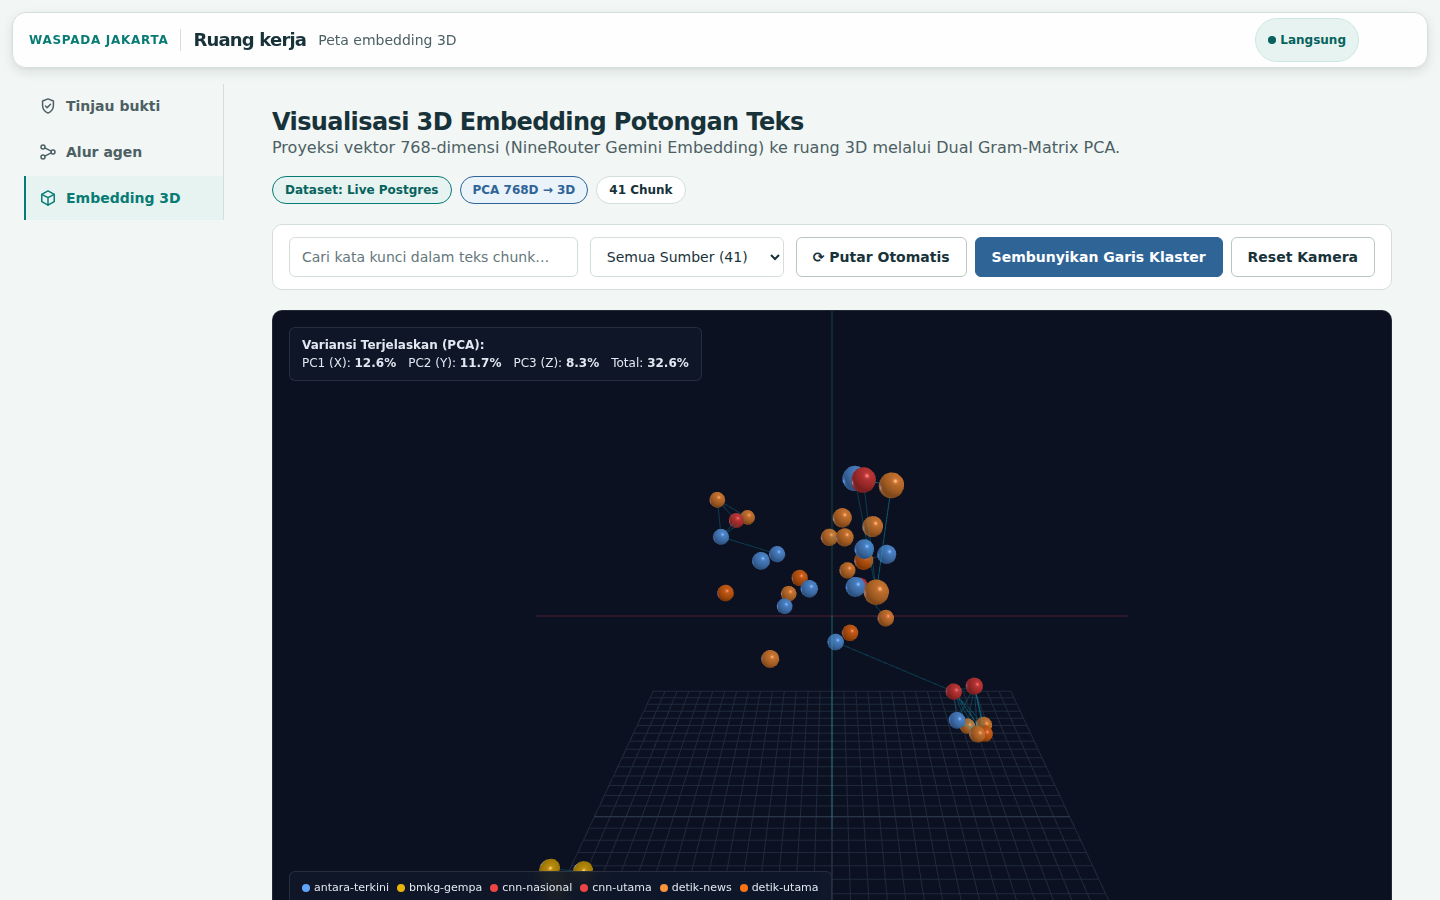 WASPADA JAKARTA
Ruang kerja
Peta embedding 3D
Langsung
Tinjau bukti
Alur agen
Embedding 3D
Visualisasi 3D Embedding Potongan Teks
Proyeksi vektor 768-dimensi (NineRouter Gemini Embedding) ke ruang 3D melalui Dual Gram-Matrix PCA.
Dataset: Live Postgres
PCA 768D → 3D
41 Chunk
Cari kata kunci dalam teks chunk...
Semua Sumber (41)
⟳ Putar Otomatis
Sembunyikan Garis Klaster
Reset Kamera
Variansi Terjelaskan (PCA):
PC1 (X): 12.6% PC2 (Y): 11.7% PC3 (Z): 8.3% Total: 32.6%
antara-terkini bmkg-gempa cnn-nasional cnn-utama detik-news detik-utama